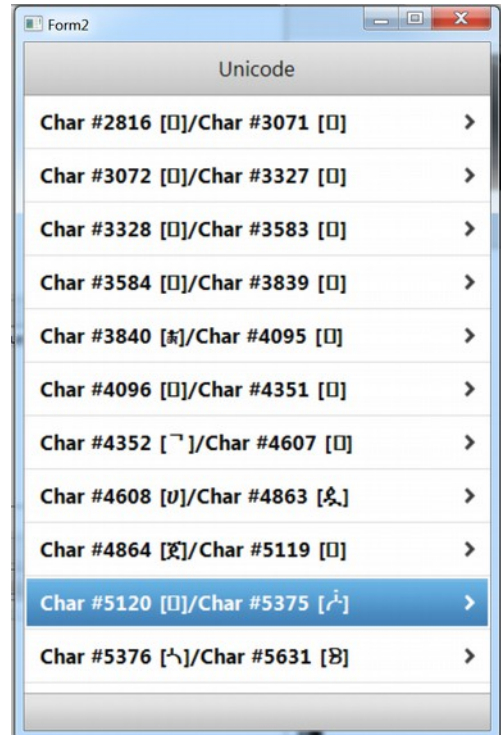 Form2
Unicode
Char #2816 [▯]/Char #3071 [▯]
Char #3072 [▯]/Char #3327 [▯]
Char #3328 [▯]/Char #3583 [▯]
Char #3584 [▯]/Char #3839 [▯]
Char #3840 [ༀ]/Char #4095 [▯]
Char #4096 [▯]/Char #4351 [▯]
Char #4352 [ᄀ]/Char #4607 [▯]
Char #4608 [ሀ]/Char #4863 [ዿ]
Char #4864 [ጀ]/Char #5119 [▯]
Char #5120 [▯]/Char #5375 [ᓿ]
Char #5376 [ᔀ]/Char #5631 [ᗿ]